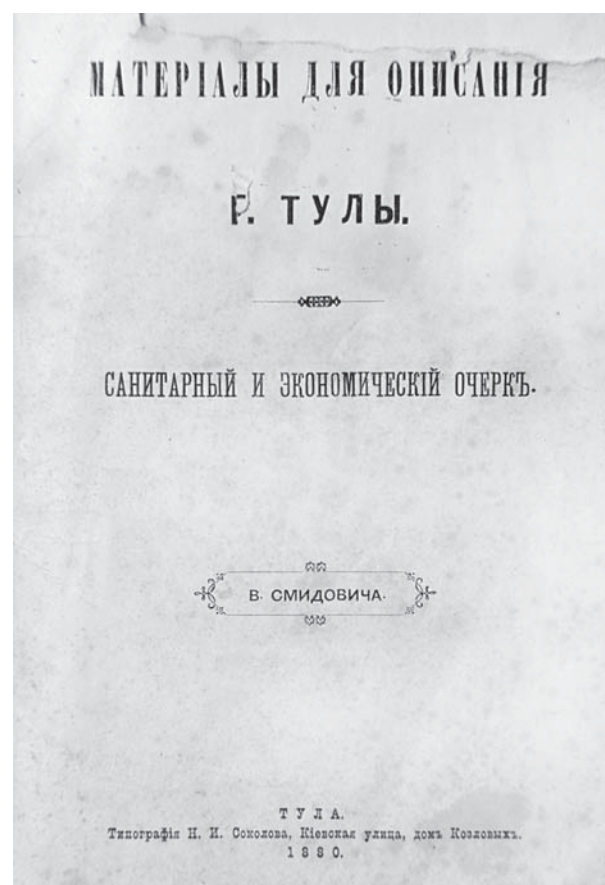 МАТЕРІАЛЫ ДЛЯ ОПИСАНІЯ
Г. ТУЛЫ.
САНИТАРНЫЙ И ЭКОНОМИЧЕСКІЙ ОЧЕРКЪ.
В. СМИДОВИЧА.
ТУЛА.
Типографія Н. И. Соколова, Кіевская улица, домъ Козловыхъ.
1880.